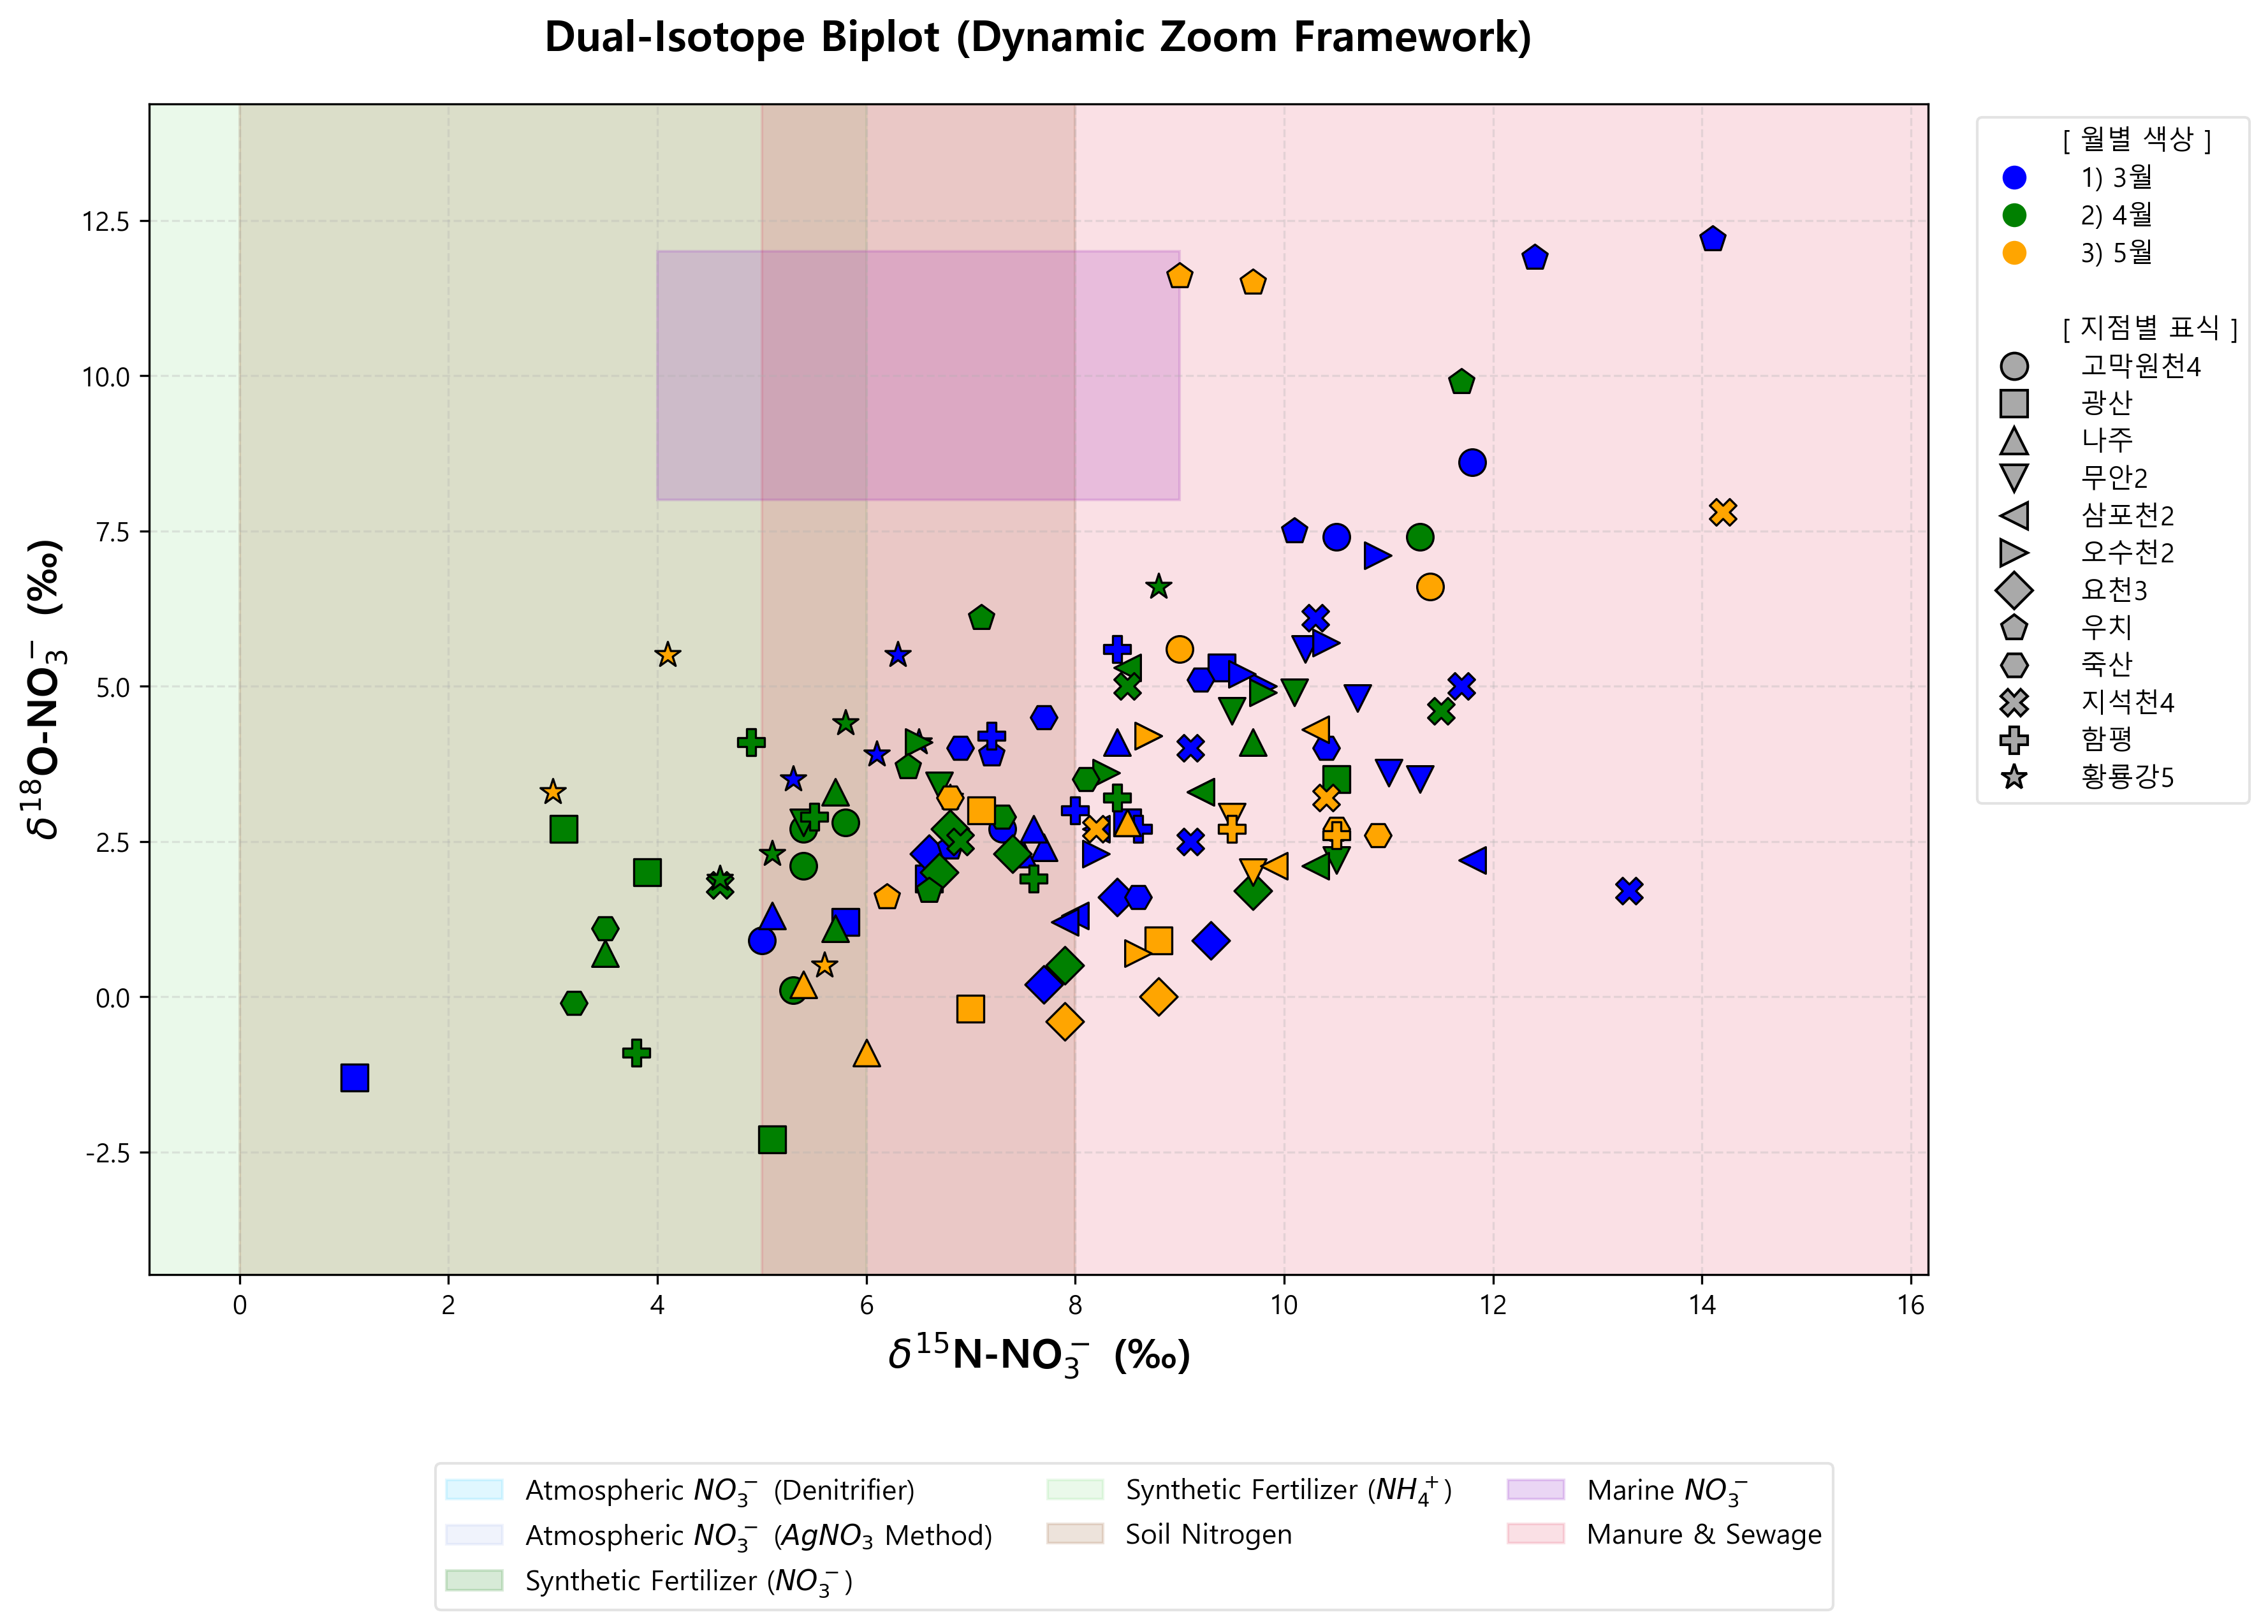 Dual-Isotope Biplot (Dynamic Zoom Framework)
12.5
10.0
7.5
5.0
2.5
0.0
-2.5
δ¹⁸O-NO₃⁻ (‰)
0 2 4 6 8 10 12 14 16
δ¹⁵N-NO₃⁻ (‰)
[ 월별 색상 ]
1) 3월
2) 4월
3) 5월
[ 지점별 표식 ]
고막원천4
광산
나주
무안2
삼포천2
오수천2
요천3
우치
죽산
지석천4
함평
황룡강5
Atmospheric NO₃⁻ (Denitrifier)
Atmospheric NO₃⁻ (AgNO₃ Method)
Synthetic Fertilizer (NO₃⁻)
Synthetic Fertilizer (NH₄⁺)
Soil Nitrogen
Marine NO₃⁻
Manure & Sewage